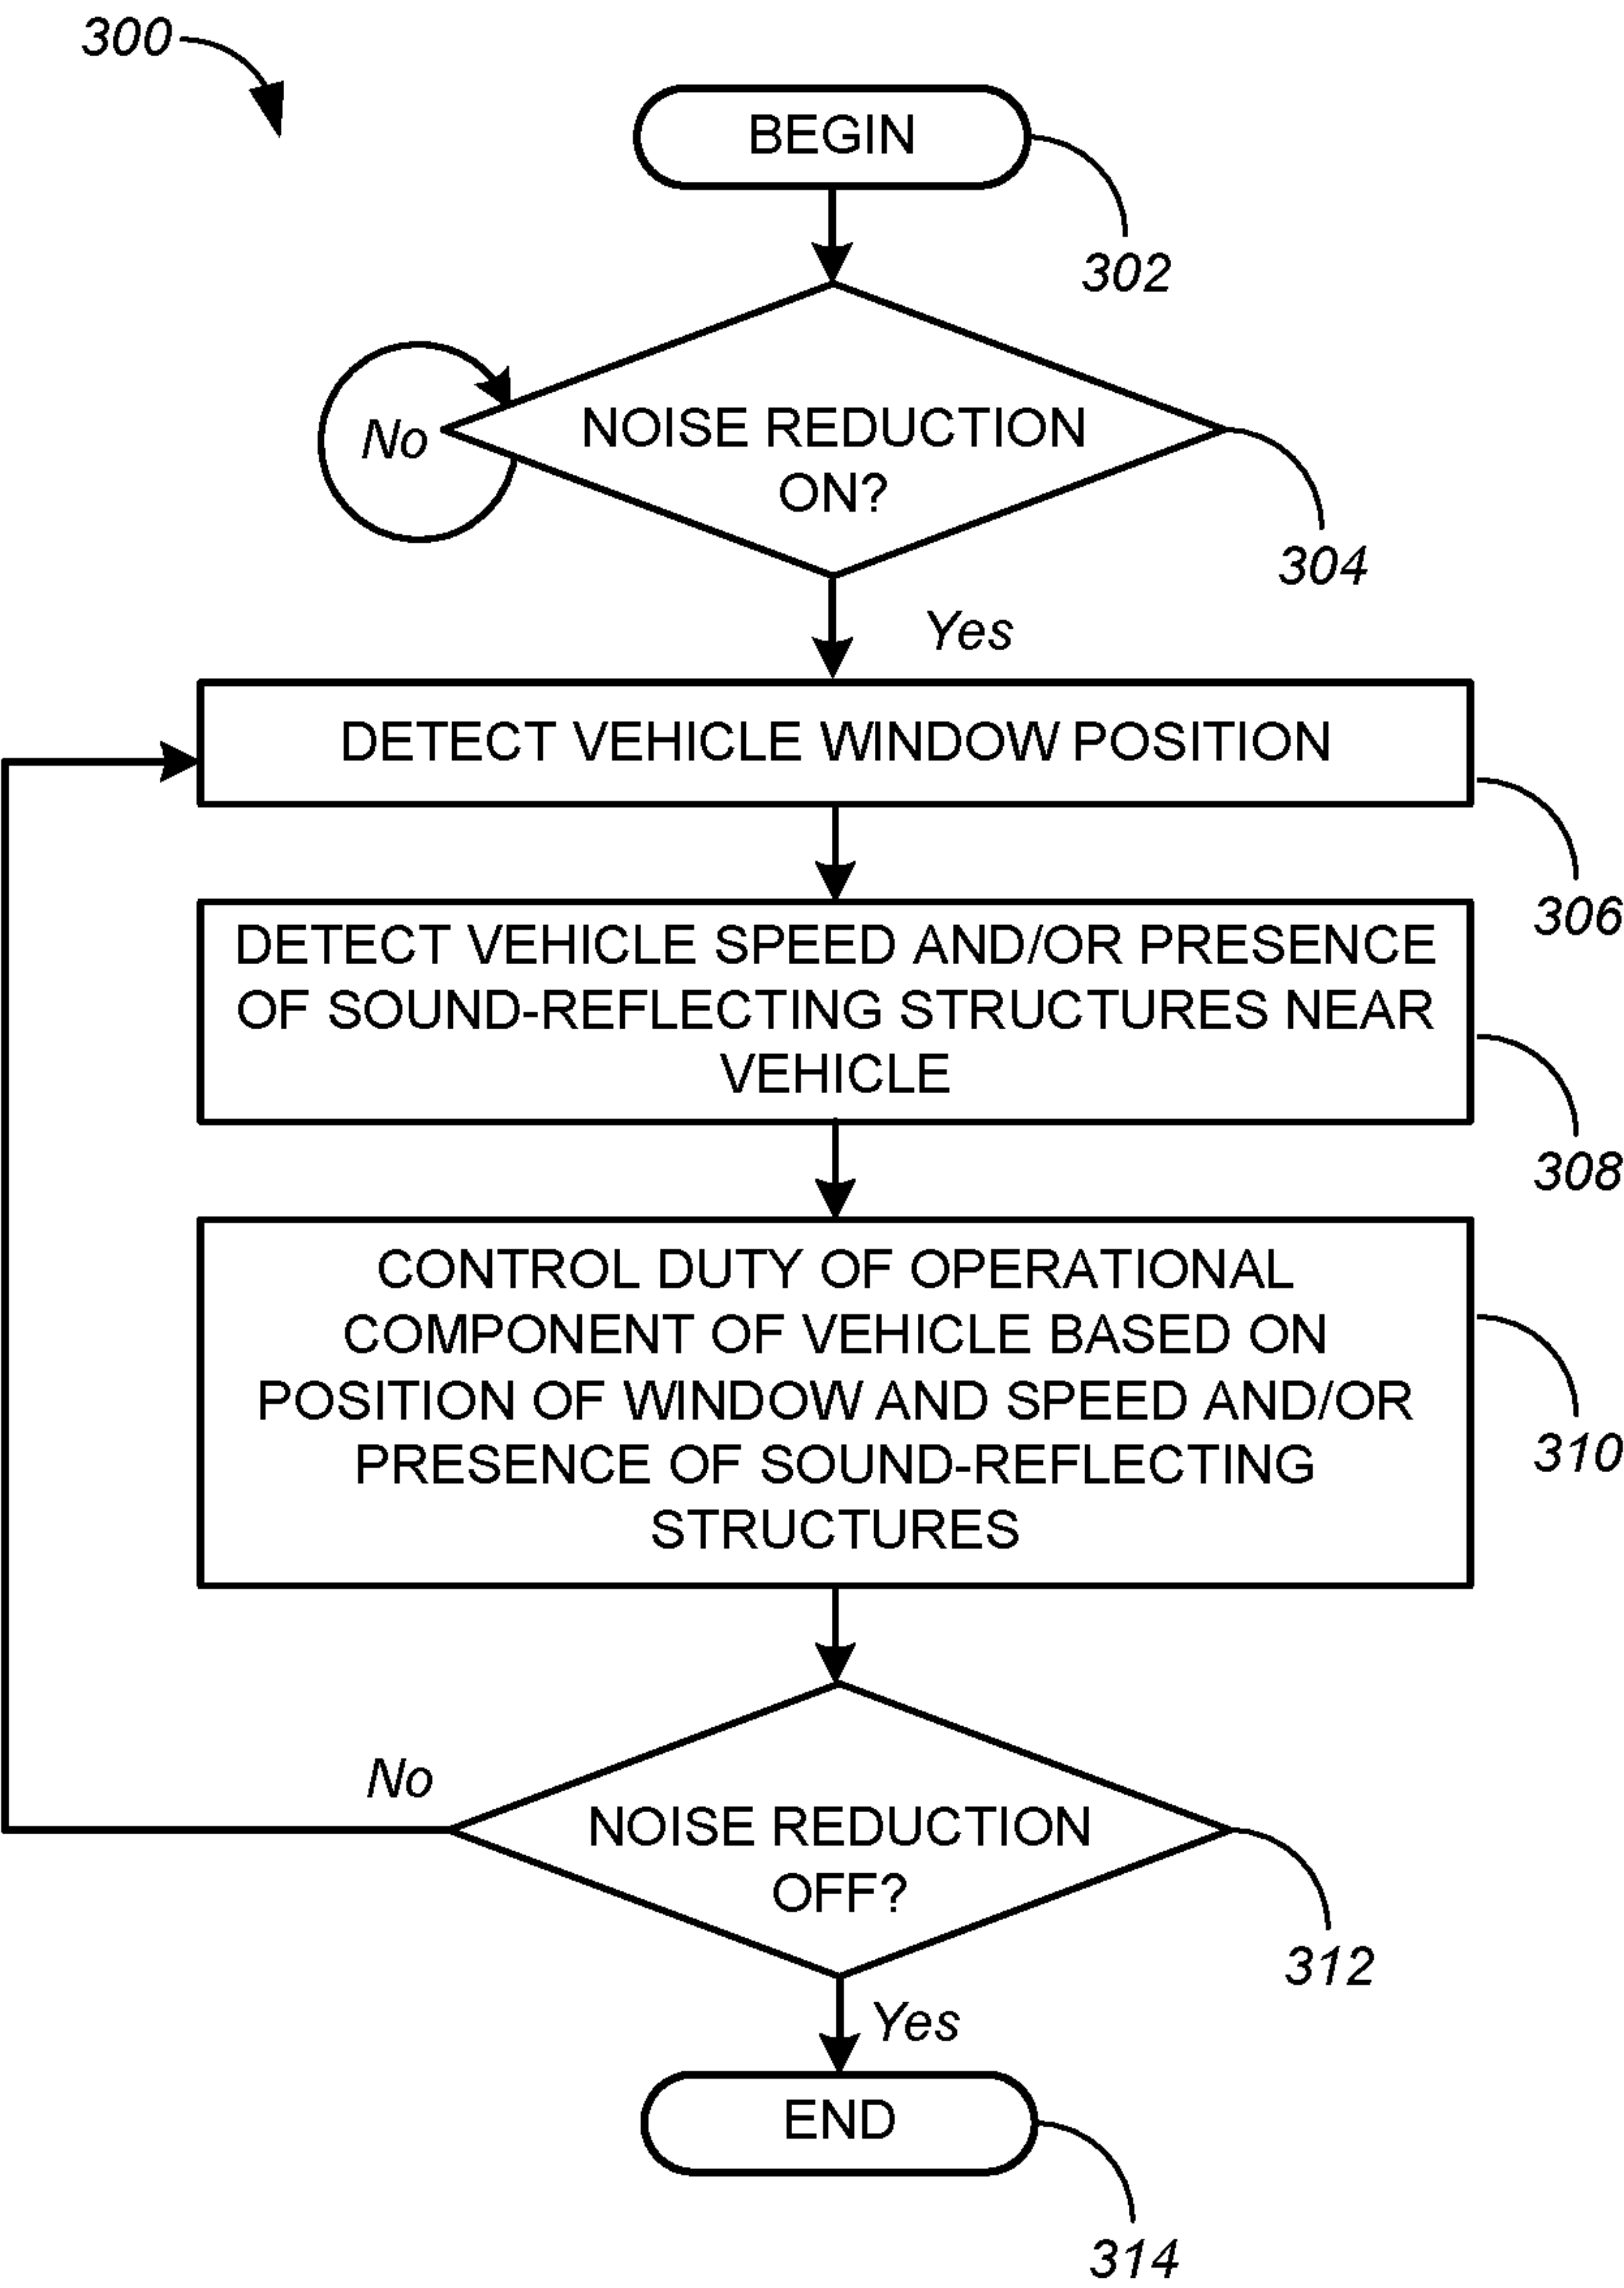 300
BEGIN
302
NOISE REDUCTION
ON?
No
304
Yes
DETECT VEHICLE WINDOW POSITION
306
DETECT VEHICLE SPEED AND/OR PRESENCE
OF SOUND-REFLECTING STRUCTURES NEAR
VEHICLE
308
CONTROL DUTY OF OPERATIONAL
COMPONENT OF VEHICLE BASED ON
POSITION OF WINDOW AND SPEED AND/OR
PRESENCE OF SOUND-REFLECTING
STRUCTURES
310
No
NOISE REDUCTION
OFF?
312
Yes
END
314